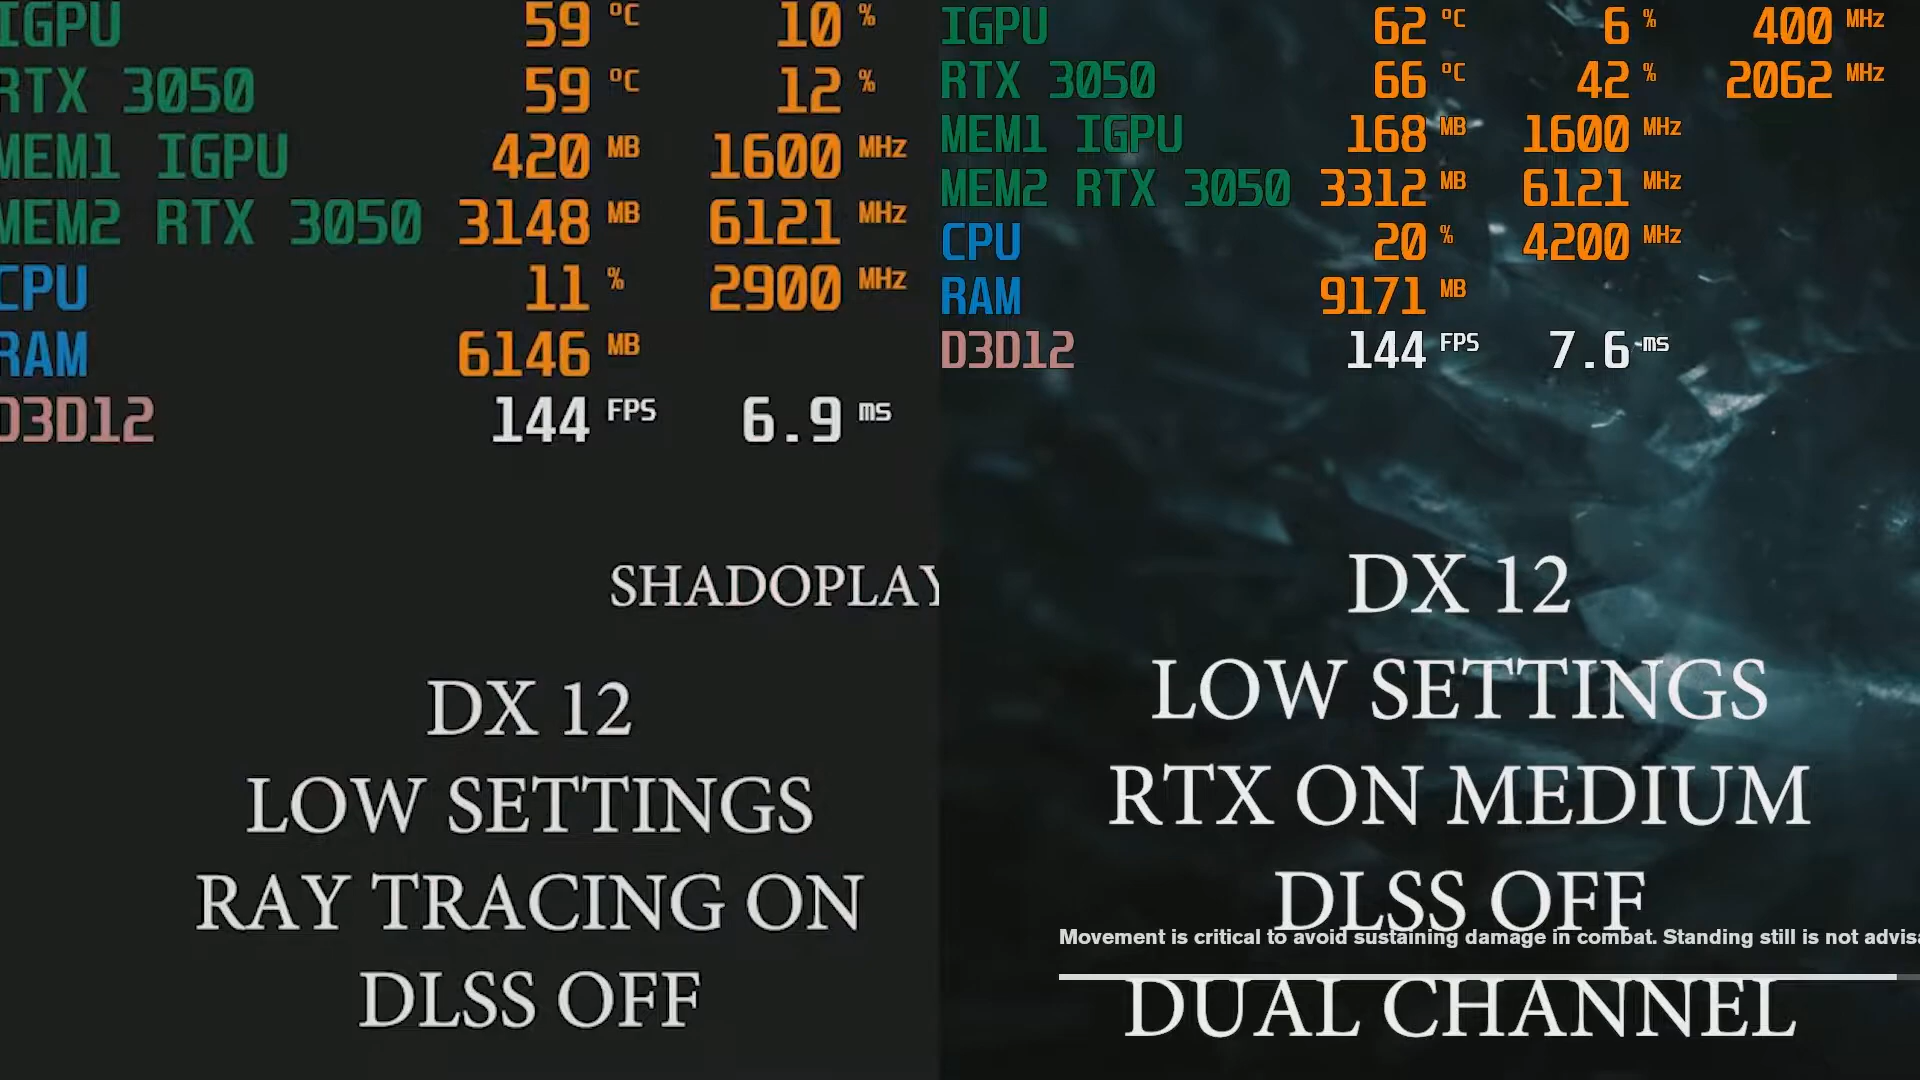 IGPU 59 °C 10 %
RTX 3050 59 °C 12 %
MEM1 IGPU 420 MB 1600 MHz
MEM2 RTX 3050 3148 MB 6121 MHz
CPU 11 % 2900 MHz
RAM 6146 MB
D3D12 144 FPS 6.9 ms
SHADOPLAY
DX 12
LOW SETTINGS
RAY TRACING ON
DLSS OFF
IGPU 62 °C 6 % 400 MHz
RTX 3050 66 °C 42 % 2062 MHz
MEM1 IGPU 168 MB 1600 MHz
MEM2 RTX 3050 3312 MB 6121 MHz
CPU 20 % 4200 MHz
RAM 9171 MB
D3D12 144 FPS 7.6 ms
DX 12
LOW SETTINGS
RTX ON MEDIUM
DLSS OFF
Movement is critical to avoid sustaining damage in combat. Standing still is not
DUAL CHANNEL